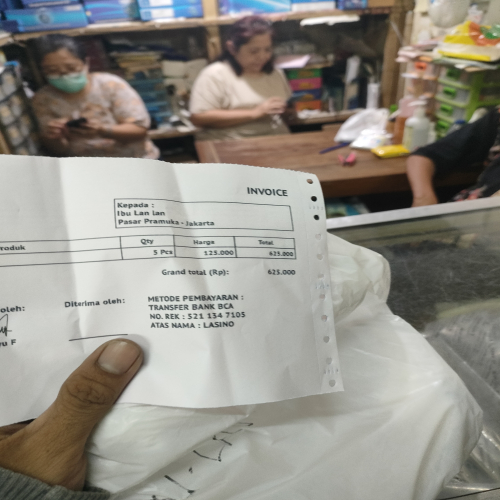 INVOICE
Kepada :
Ibu Lan lan
Pasar Pramuka - Jakarta
roduk Qty Harga Total
5 Pcs 125.000 625.000
Grand total (Rp): 625.000
oleh: Diterima oleh:
METODE PEMBAYARAN :
TRANSFER BANK BCA
NO. REK : 521 134 7105
ATAS NAMA : LASINO
u F